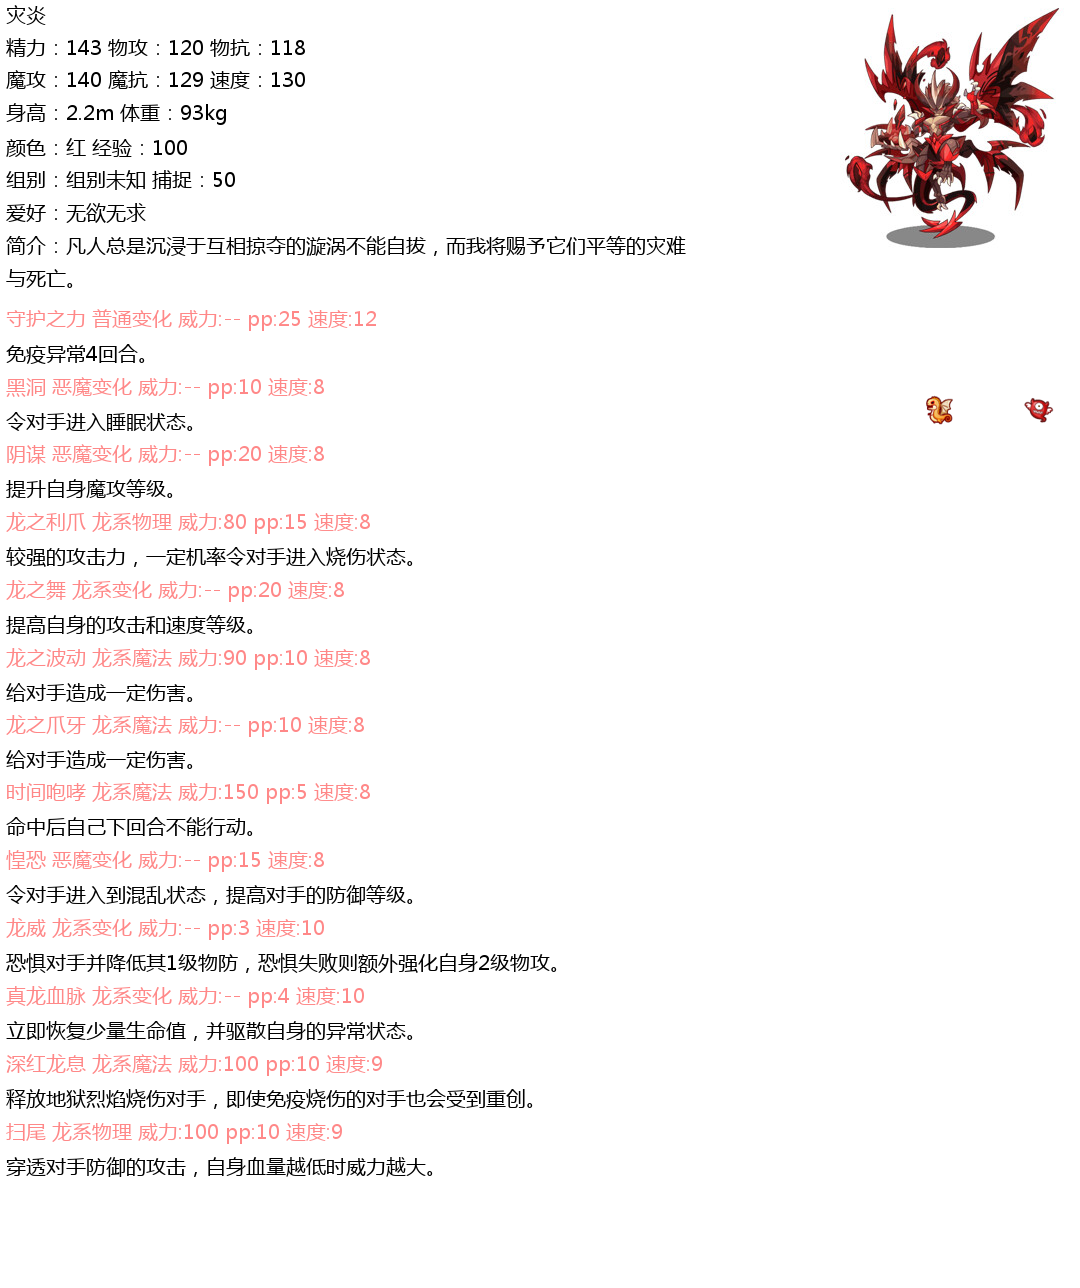 灾炎
精力：143 物攻：120 物抗：118
魔攻：140 魔抗：129 速度：130
身高：2.2m 体重：93kg
颜色：红 经验：100
组别：组别未知 捕捉：50
爱好：无欲无求
简介：凡人总是沉浸于互相掠夺的漩涡不能自拔，而我将赐予它们平等的灾难
与死亡。
守护之力 普通变化 威力:-- pp:25 速度:12
免疫异常4回合。
黑洞 恶魔变化 威力:-- pp:10 速度:8
令对手进入睡眠状态。
阴谋 恶魔变化 威力:-- pp:20 速度:8
提升自身魔攻等级。
龙之利爪 龙系物理 威力:80 pp:15 速度:8
较强的攻击力，一定机率令对手进入烧伤状态。
龙之舞 龙系变化 威力:-- pp:20 速度:8
提高自身的攻击和速度等级。
龙之波动 龙系魔法 威力:90 pp:10 速度:8
给对手造成一定伤害。
龙之爪牙 龙系魔法 威力:-- pp:10 速度:8
给对手造成一定伤害。
时间咆哮 龙系魔法 威力:150 pp:5 速度:8
命中后自己下回合不能行动。
惶恐 恶魔变化 威力:-- pp:15 速度:8
令对手进入到混乱状态，提高对手的防御等级。
龙威 龙系变化 威力:-- pp:3 速度:10
恐惧对手并降低其1级物防，恐惧失败则额外强化自身2级物攻。
真龙血脉 龙系变化 威力:-- pp:4 速度:10
立即恢复少量生命值，并驱散自身的异常状态。
深红龙息 龙系魔法 威力:100 pp:10 速度:9
释放地狱烈焰烧伤对手，即使免疫烧伤的对手也会受到重创。
扫尾 龙系物理 威力:100 pp:10 速度:9
穿透对手防御的攻击，自身血量越低时威力越大。